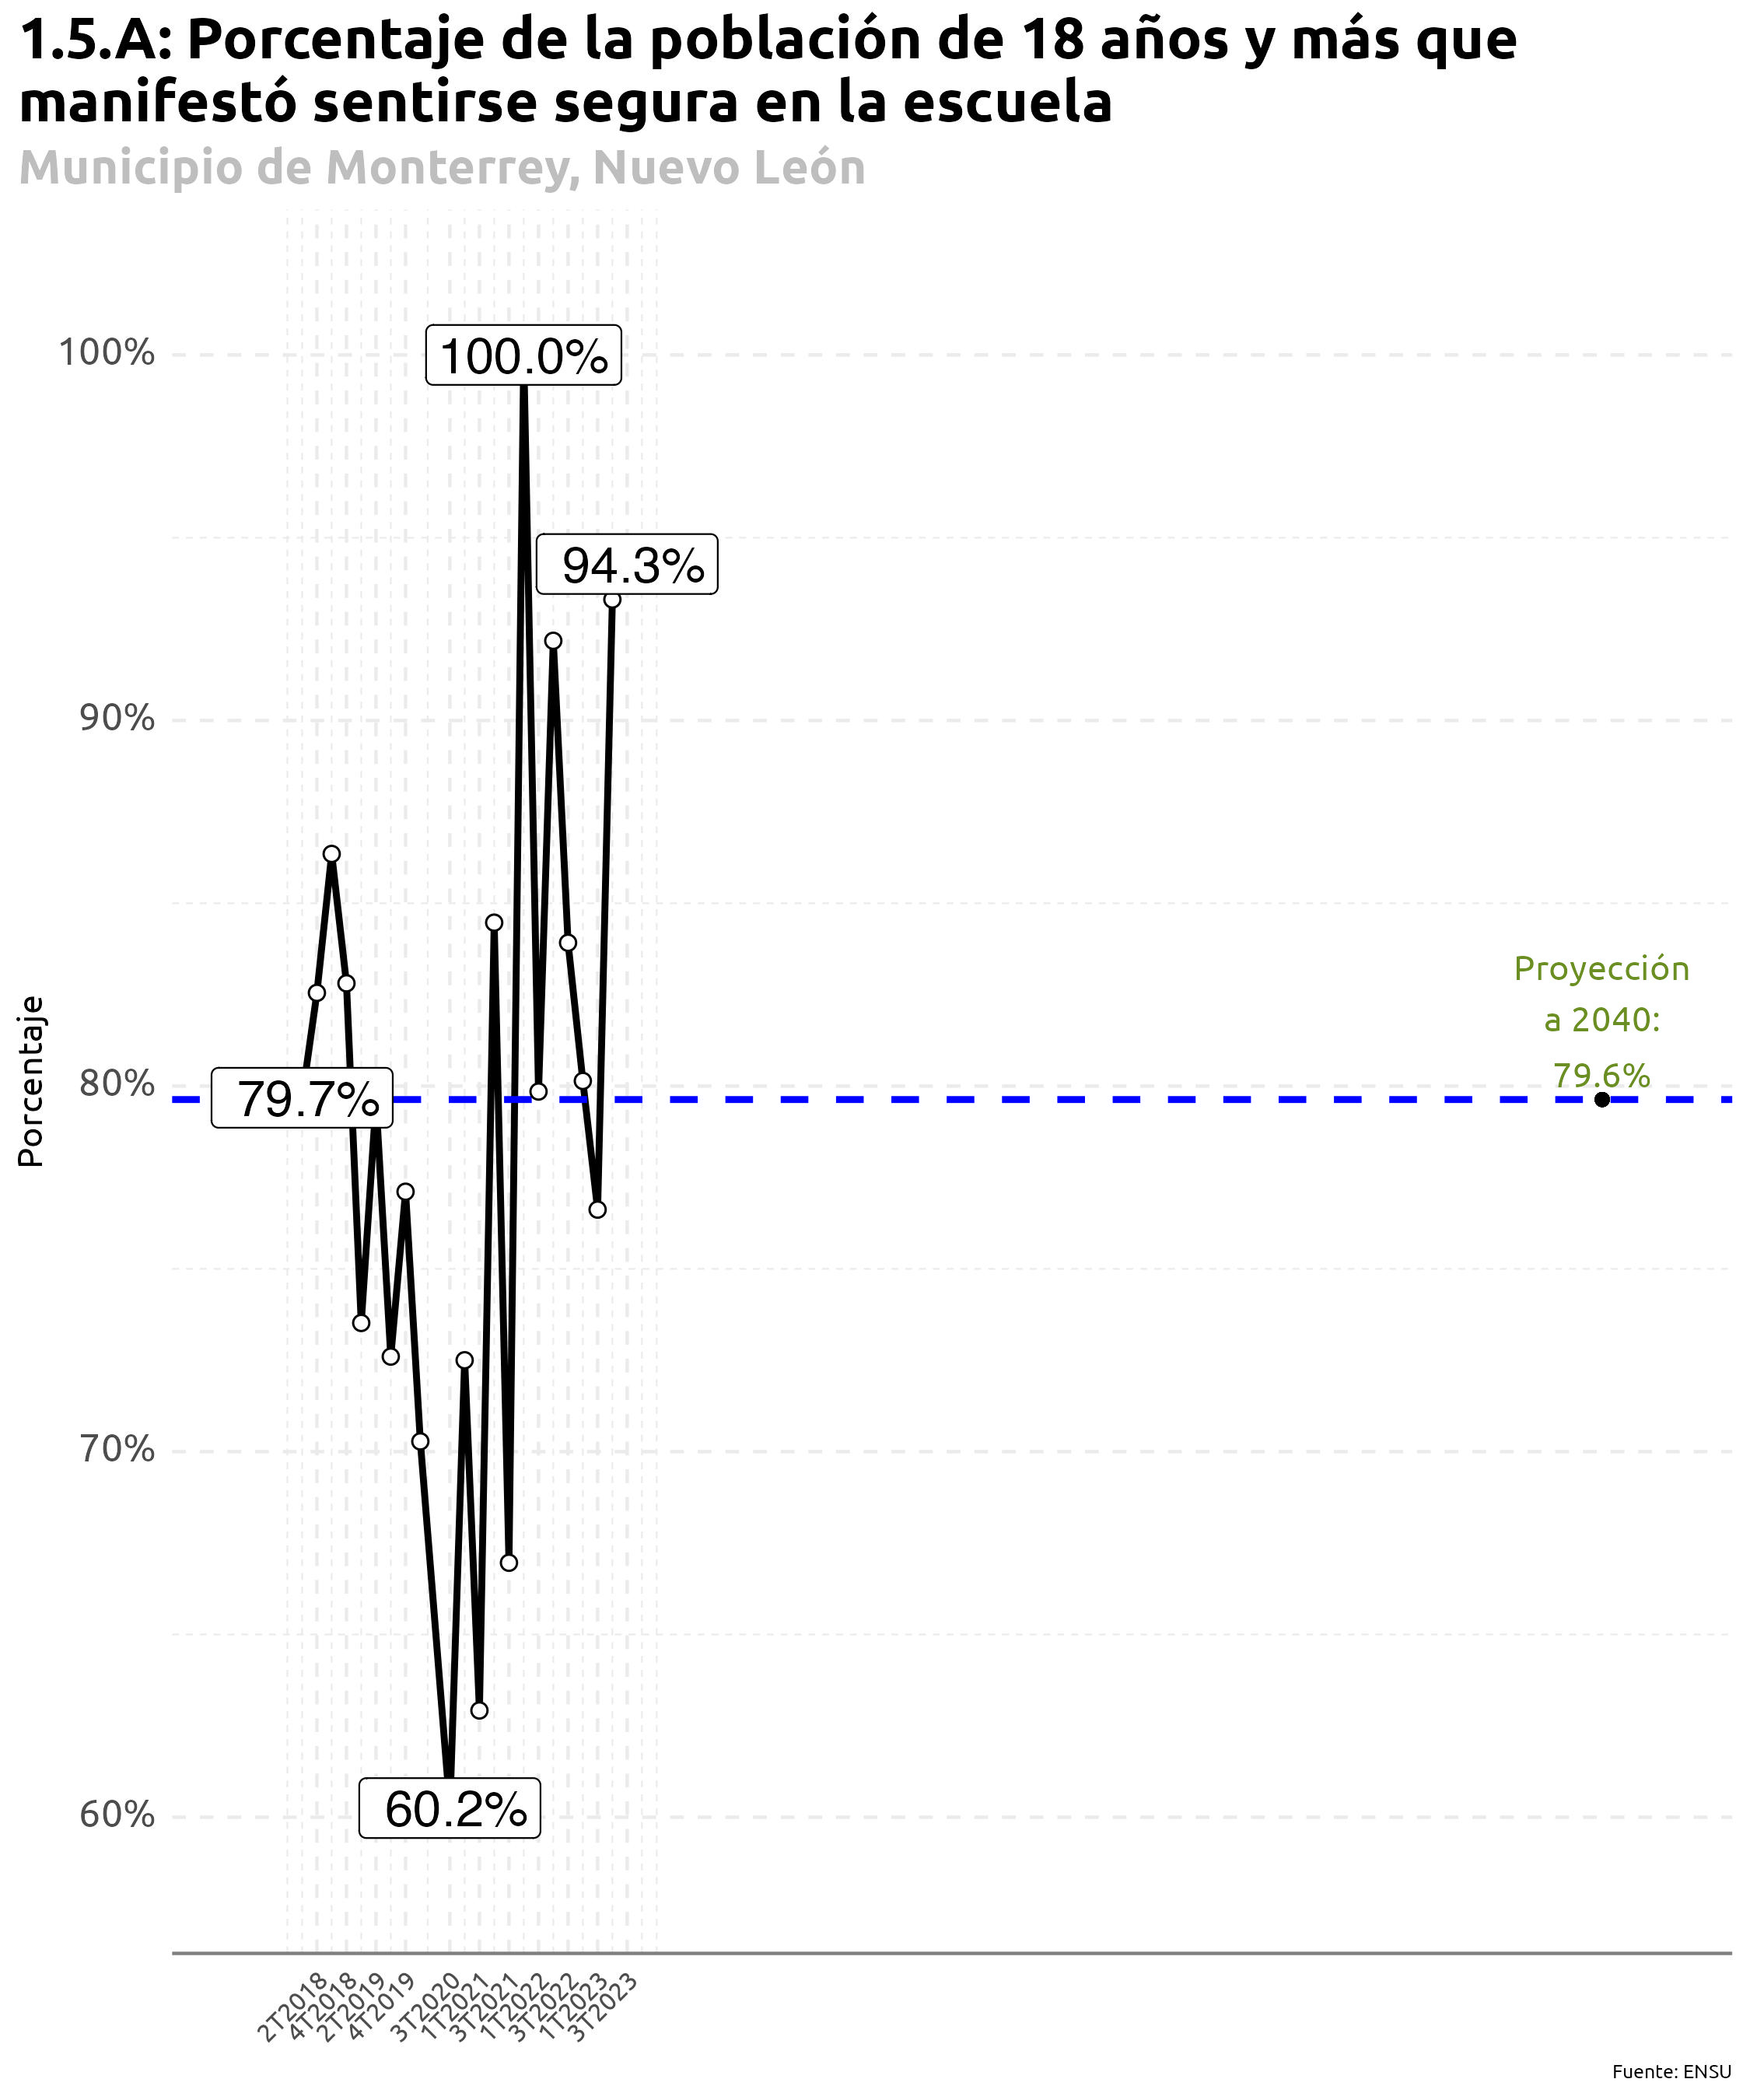 1.5.A: Porcentaje de la población de 18 años y más que
manifestó sentirse segura en la escuela
Municipio de Monterrey, Nuevo León
100%
90%
80%
70%
60%
Porcentaje
100.0%
94.3%
79.7%
60.2%
Proyección
a 2040:
79.6%
2T2018
4T2018
2T2019
4T2019
3T2020
1T2021
3T2021
1T2022
3T2022
1T2023
3T2023
Fuente: ENSU